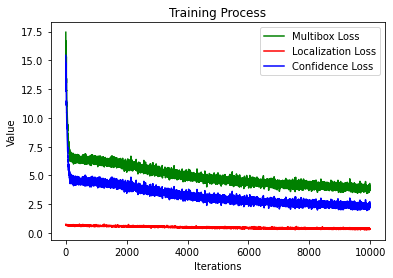 Training Process
Multibox Loss
Localization Loss
Confidence Loss
17.5
15.0
12.5
10.0
7.5
5.0
2.5
0.0
Value
0 2000 4000 6000 8000 10000
Iterations